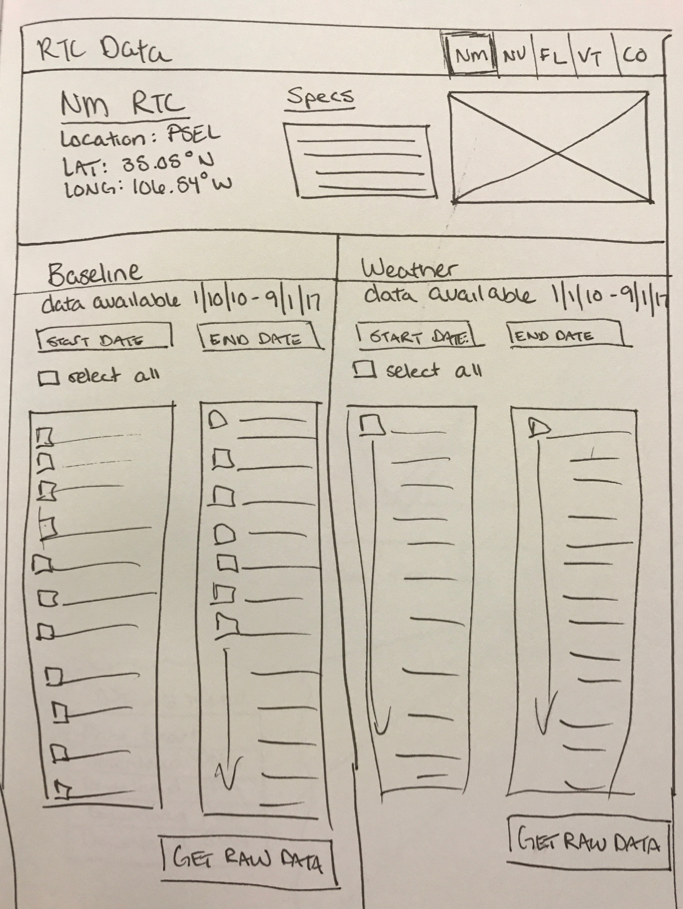 RTC Data
NM NV FL VT CO
NM RTC
Location: PSEL
LAT: 35.05°N
LONG: 106.54°W
Specs
Baseline
data available 1/10/10 - 9/1/17
START DATE
END DATE
select all
GET RAW DATA
Weather
data available 1/1/10 - 9/1/17
START DATE
END DATE
select all
GET RAW DATA